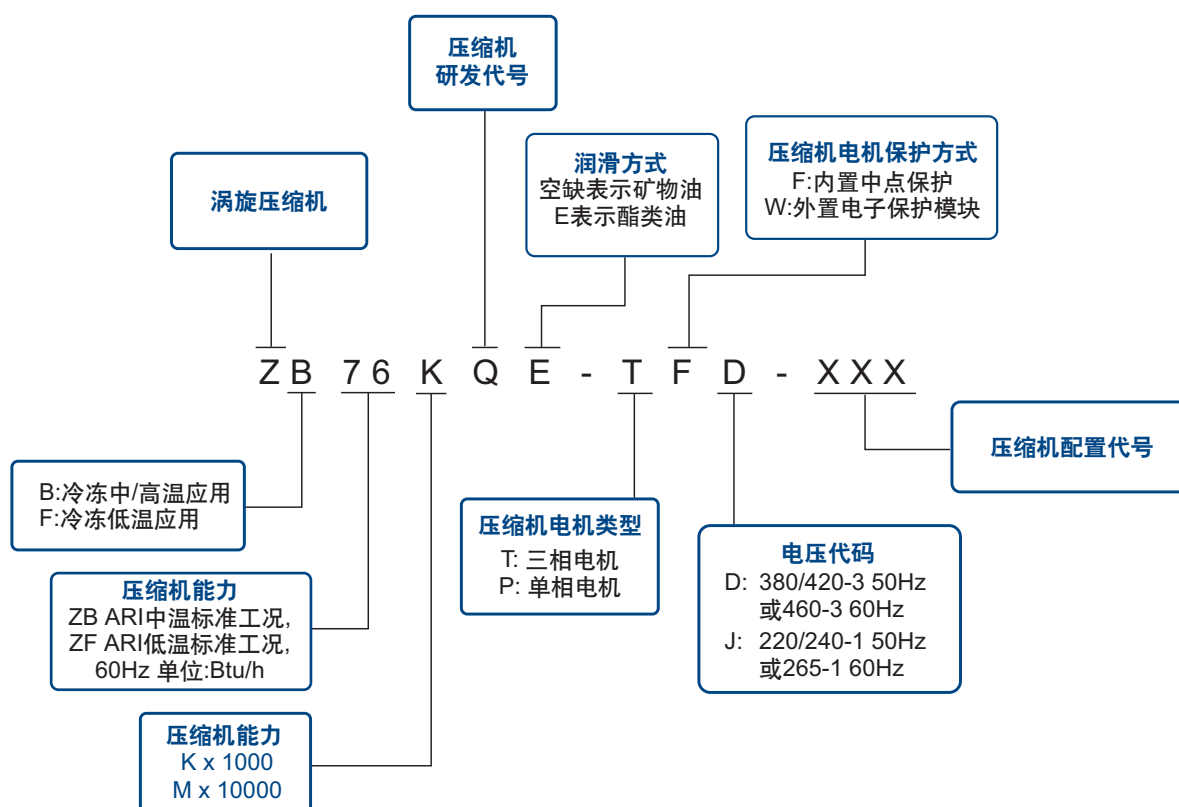 压缩机
研发代号
涡旋压缩机
润滑方式
空缺表示矿物油
E表示酯类油
压缩机电机保护方式
F:内置中点保护
W:外置电子保护模块
Z B 7 6 K Q E - T F D - X X X
B:冷冻中/高温应用
F:冷冻低温应用
压缩机能力
ZB ARI中温标准工况,
ZF ARI低温标准工况,
60Hz 单位:Btu/h
压缩机能力
K x 1000
M x 10000
压缩机电机类型
T: 三相电机
P: 单相电机
电压代码
D: 380/420-3 50Hz
或460-3 60Hz
J: 220/240-1 50Hz
或265-1 60Hz
压缩机配置代号